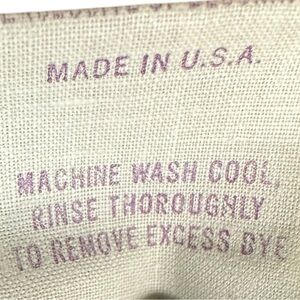 MADE IN U.S.A.
MACHINE WASH COOL,
RINSE THOROUGHLY
TO REMOVE EXCESS DYE